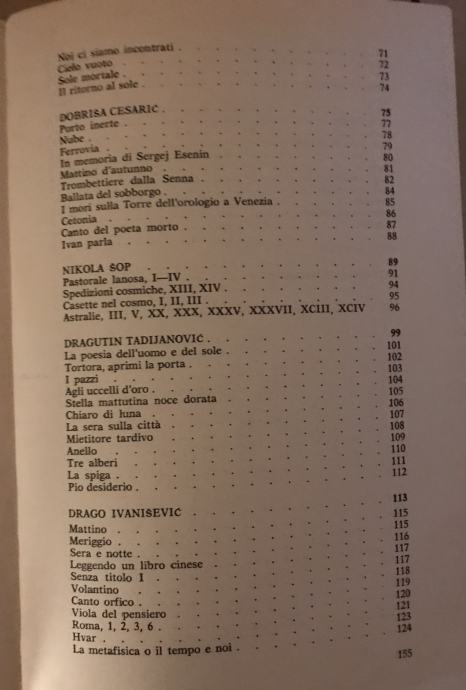 Noi ci siamo incontrati . . . . . . . . . 71
Cielo vuoto . . . . . . . . . 72
Sole mortale . . . . . . . . . 73
Il ritorno al sole . . . . . . . . . 74
DOBRISA CESARIĆ . . . . . . . . . 75
Porto inerte . . . . . . . . . 77
Nube . . . . . . . . . 78
Ferrovia . . . . . . . . . 79
In memoria di Sergej Esenin . . . . . . . . . 80
Mattino d'autunno . . . . . . . . . 81
Trombettiere dalla Senna . . . . . . . . . 82
Ballata del sobborgo . . . . . . . . . 84
I mori sulla Torre dell'orologio a Venezia . . . . . . 85
Cetonia . . . . . . . . . 86
Canto del poeta morto . . . . . . . . . 87
Ivan parla . . . . . . . . . 88
NIKOLA ŠOP . . . . . . . . . 89
Pastorale lanosa, I—IV . . . . . . . . . 91
Spedizioni cosmiche, XIII, XIV . . . . . . . . . 94
Casette nel cosmo, I, II, III . . . . . . . . . 95
Astralie, III, V, XX, XXX, XXXV, XXXVII, XCIII, XCIV 96
DRAGUTIN TADIJANOVIĆ . . . . . . . . . 99
La poesia dell'uomo e del sole . . . . . . . . . 101
Tortora, aprimi la porta . . . . . . . . . 102
I pazzi . . . . . . . . . 103
Agli uccelli d'oro . . . . . . . . . 104
Stella mattutina noce dorata . . . . . . . . . 105
Chiaro di luna . . . . . . . . . 106
La sera sulla città . . . . . . . . . 107
Mietitore tardivo . . . . . . . . . 108
Anello . . . . . . . . . 109
Tre alberi . . . . . . . . . 110
La spiga . . . . . . . . . 111
Pio desiderio . . . . . . . . . 112
DRAGO IVANIŠEVIĆ . . . . . . . . . 113
Mattino . . . . . . . . . 115
Meriggio . . . . . . . . . 115
Sera e notte . . . . . . . . . 116
Leggendo un libro cinese . . . . . . . . . 117
Senza titolo I . . . . . . . . . 117
Volantino . . . . . . . . . 118
Canto orfico . . . . . . . . . 119
Viola del pensiero . . . . . . . . . 120
Roma, 1, 2, 3, 6 . . . . . . . . . 121
Hvar . . . . . . . . . 123
La metafisica o il tempo e noi . . . . . . . . . 124
155